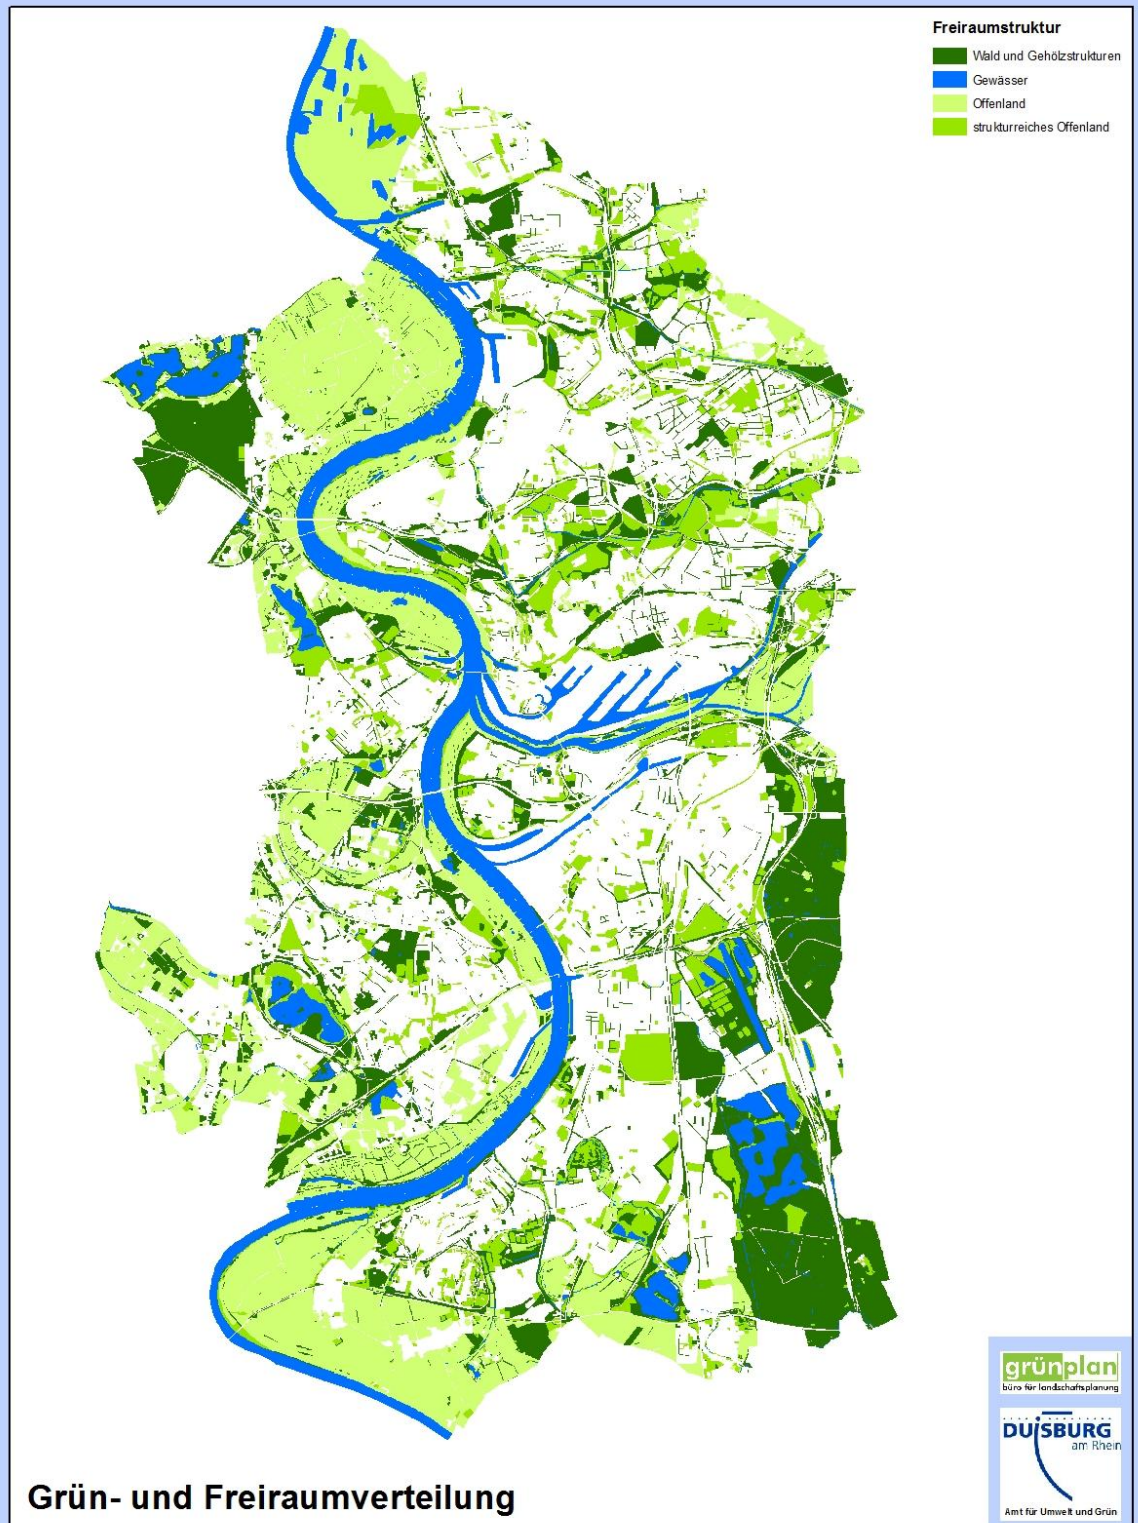 Freiraumstruktur
Wald und Gehölzstrukturen
Gewässer
Offenland
strukturreiches Offenland
grünplan
büro für landschaftsplanung
DUISBURG
am Rhein
Amt für Umwelt und Grün
Grün- und Freiraumverteilung